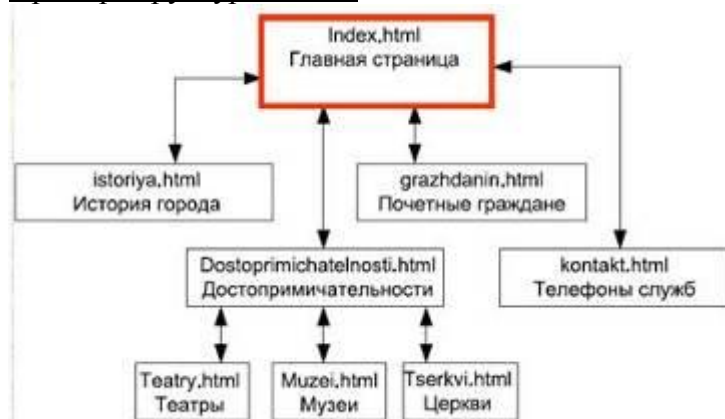 Index.html
Главная страница
istoriya.html
История города
grazhdanin.html
Почетные граждане
Dostoprimichatelnosti.html
Достопримичательности
kontakt.html
Телефоны служб
Teatry.html
Театры
Muzei.html
Музеи
Tserkvi.html
Церкви